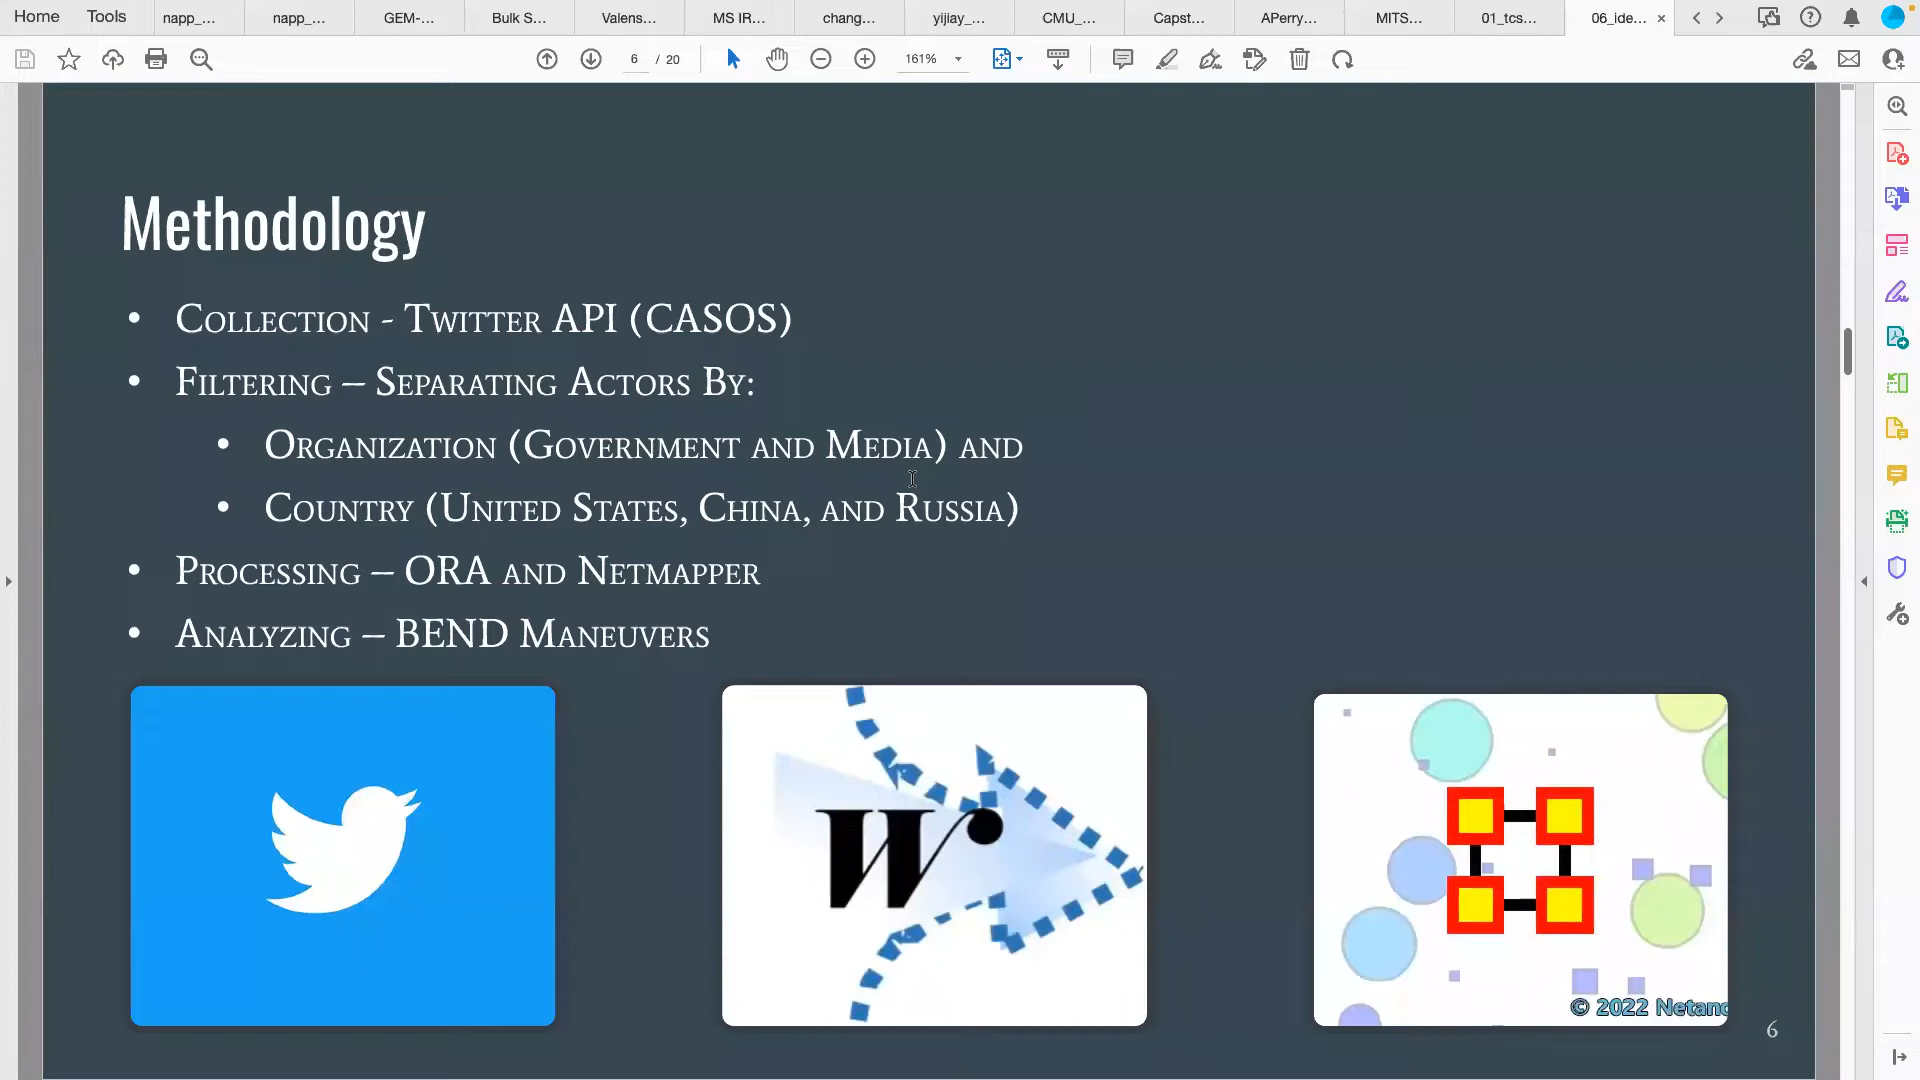 Home
Tools
napp_...
napp_...
GEM-...
Bulk S...
Valens...
MS IR...
chang...
yijiay_...
CMU_...
Capst...
APerry...
MITS...
01_tcs...
06_ide...
6 / 20
161%
Methodology
• Collection - Twitter API (CASOS)
• Filtering – Separating Actors By:
• Organization (Government and Media) and
• Country (United States, China, and Russia)
• Processing – ORA and Netmapper
• Analyzing – BEND Maneuvers
W
© 2022 Netano
6